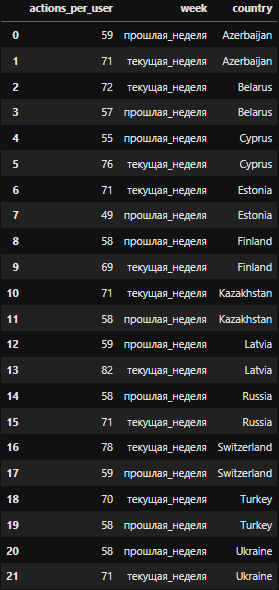 actions_per_user week country
0 59 прошлая_неделя Azerbaijan
1 71 текущая_неделя Azerbaijan
2 72 текущая_неделя Belarus
3 57 прошлая_неделя Belarus
4 55 прошлая_неделя Cyprus
5 76 текущая_неделя Cyprus
6 71 текущая_неделя Estonia
7 49 прошлая_неделя Estonia
8 58 прошлая_неделя Finland
9 69 текущая_неделя Finland
10 71 текущая_неделя Kazakhstan
11 58 прошлая_неделя Kazakhstan
12 59 прошлая_неделя Latvia
13 82 текущая_неделя Latvia
14 58 прошлая_неделя Russia
15 71 текущая_неделя Russia
16 78 текущая_неделя Switzerland
17 59 прошлая_неделя Switzerland
18 70 текущая_неделя Turkey
19 58 прошлая_неделя Turkey
20 58 прошлая_неделя Ukraine
21 71 текущая_неделя Ukraine